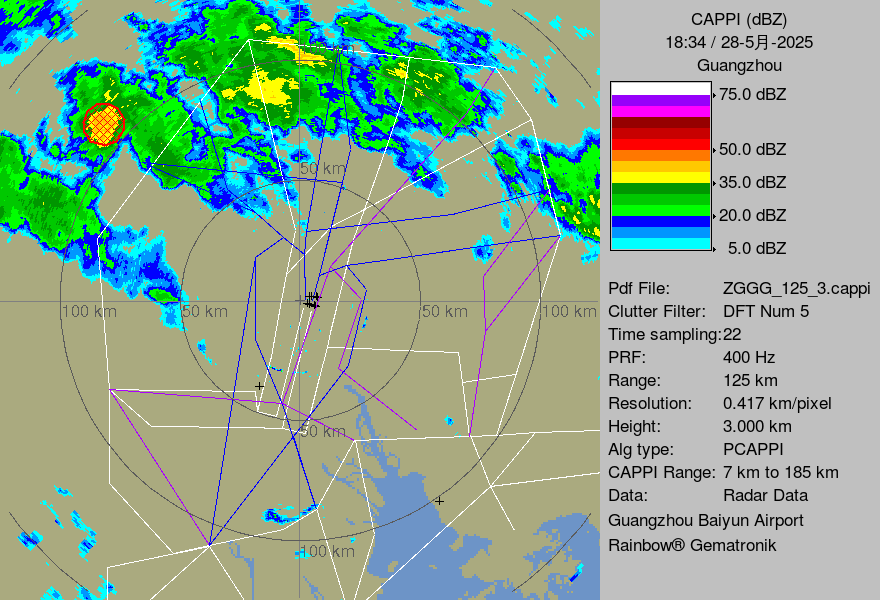 CAPPI (dBZ)
18:34 / 28-5月-2025
Guangzhou
75.0 dBZ
50.0 dBZ
35.0 dBZ
20.0 dBZ
5.0 dBZ
Pdf File: ZGGG_125_3.cappi
Clutter Filter: DFT Num 5
Time sampling:22
PRF: 400 Hz
Range: 125 km
Resolution: 0.417 km/pixel
Height: 3.000 km
Alg type: PCAPPI
CAPPI Range: 7 km to 185 km
Data: Radar Data
Guangzhou Baiyun Airport
Rainbow® Gematronik
100 km
50 km
100 km
50 km
50 km
100 km
50 km
100 km